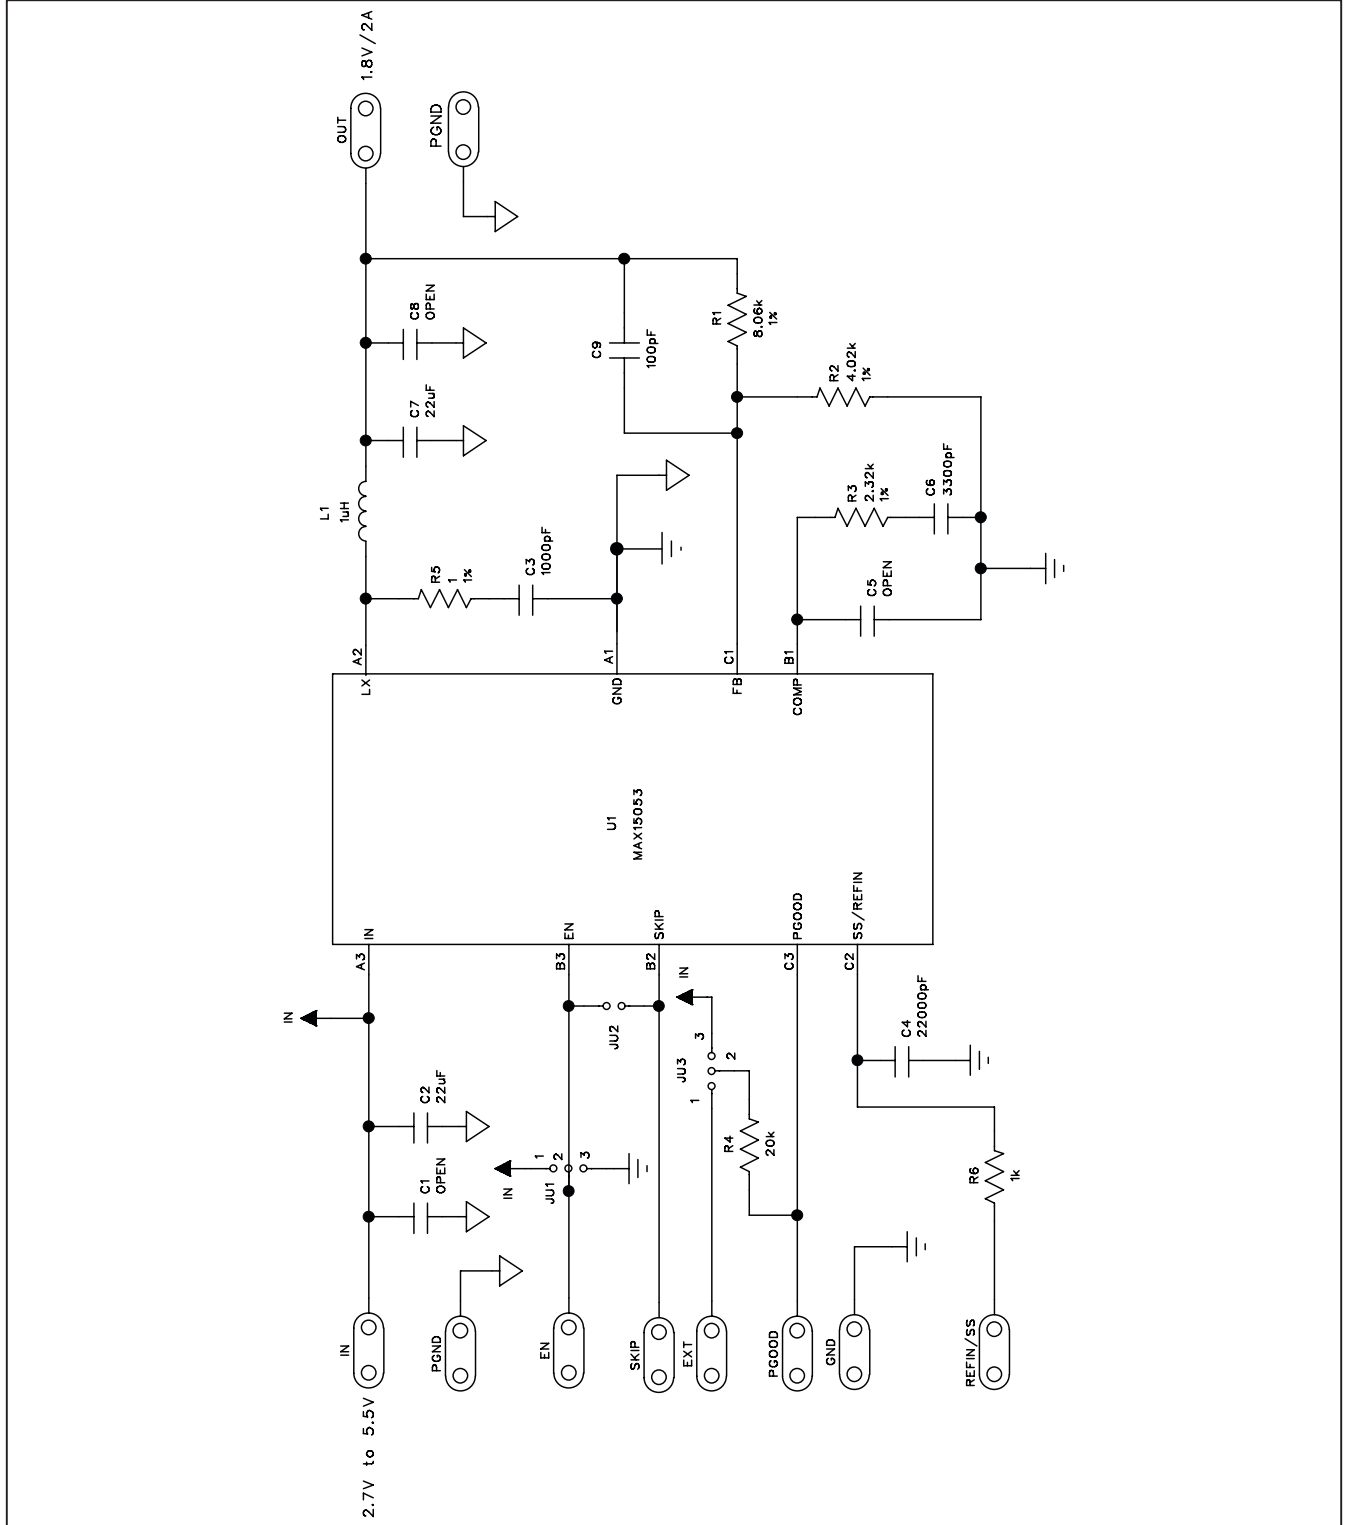 1.8V/2A
OUT
PGND
C8
OPEN
C7
22uF
L1
1uH
R5
1
1%
C3
1000pF
C9
100pF
R1
8.06k
1%
R2
4.02k
1%
R3
2.32k
1%
C6
3300pF
C5
OPEN
A2
A1
C1
B1
LX
GND
FB
COMP
U1
MAX15053
IN
EN
SKIP
PGOOD
SS/REFIN
A3
B3
B2
C3
C2
IN
C2
22uF
C1
OPEN
IN
JU1
1
2
3
JU2
IN
JU3
3
2
1
R4
20k
C4
22000pF
R6
1k
IN
PGND
EN
SKIP
EXT
PGOOD
GND
REFIN/SS
2.7V to 5.5V